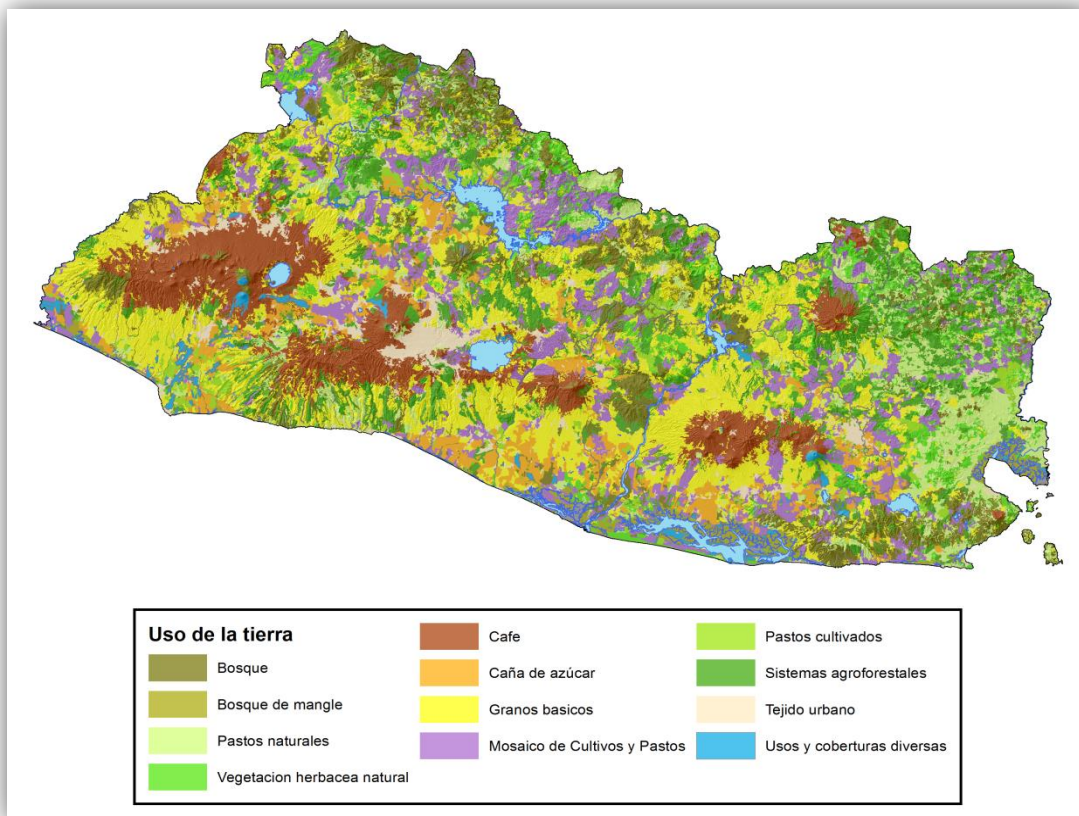 Uso de la tierra
Bosque
Bosque de mangle
Pastos naturales
Vegetacion herbacea natural
Cafe
Caña de azúcar
Granos basicos
Mosaico de Cultivos y Pastos
Pastos cultivados
Sistemas agroforestales
Tejido urbano
Usos y coberturas diversas